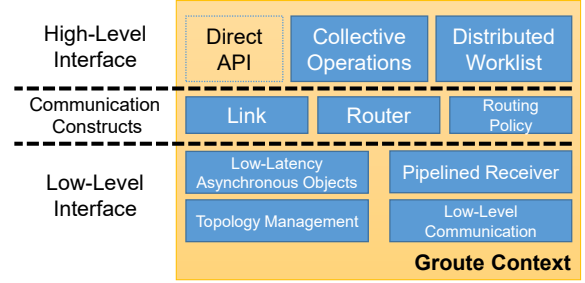 High-Level
Interface
Direct
API
Collective
Operations
Distributed
Worklist
Communication
Constructs
Link
Router
Routing
Policy
Low-Level
Interface
Low-Latency
Asynchronous Objects
Pipelined Receiver
Topology Management
Low-Level
Communication
Groute Context